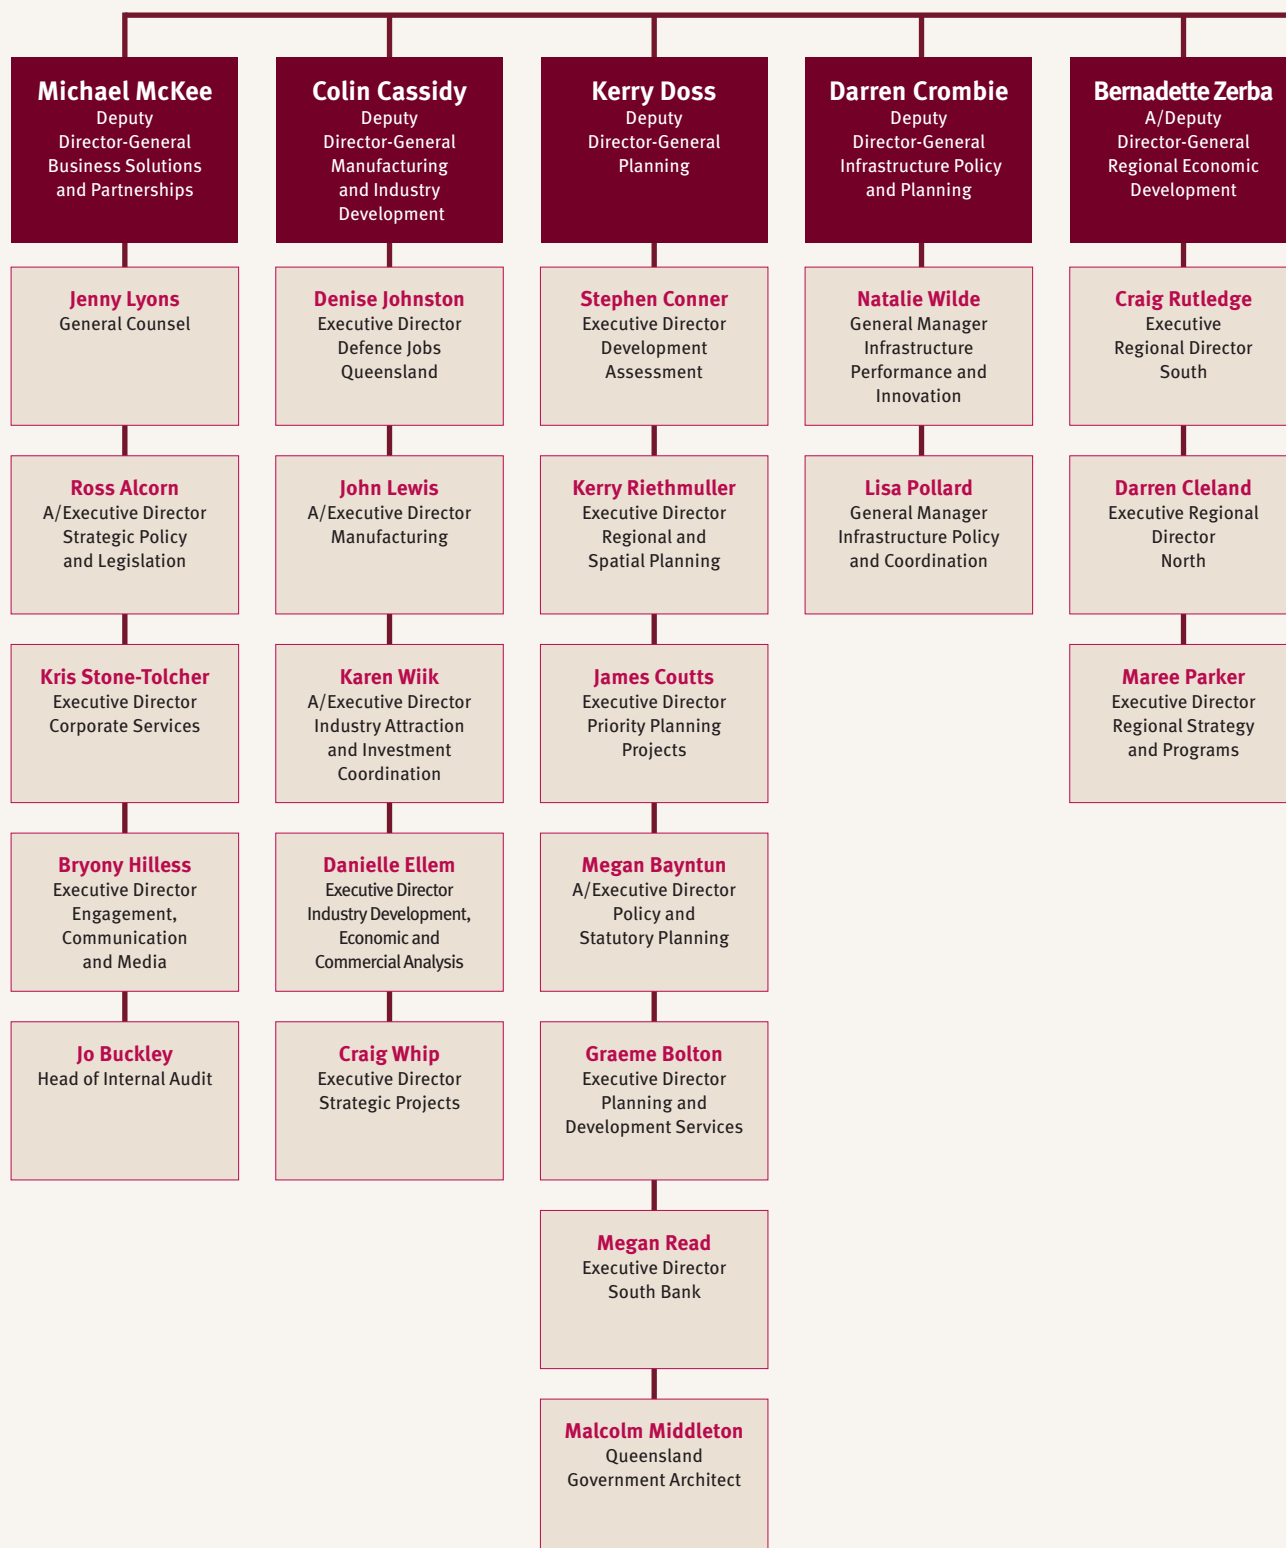 Michael McKee
Deputy
Director-General
Business Solutions
and Partnerships
Jenny Lyons
General Counsel
Ross Alcorn
A/Executive Director
Strategic Policy
and Legislation
Kris Stone-Tolcher
Executive Director
Corporate Services
Bryony Hilless
Executive Director
Engagement,
Communication
and Media
Jo Buckley
Head of Internal Audit
Colin Cassidy
Deputy
Director-General
Manufacturing
and Industry
Development
Denise Johnston
Executive Director
Defence Jobs
Queensland
John Lewis
A/Executive Director
Manufacturing
Karen Wiik
A/Executive Director
Industry Attraction
and Investment
Coordination
Danielle Ellem
Executive Director
Industry Development,
Economic and
Commercial Analysis
Craig Whip
Executive Director
Strategic Projects
Kerry Doss
Deputy
Director-General
Planning
Stephen Conner
Executive Director
Development
Assessment
Kerry Riethmuller
Executive Director
Regional and
Spatial Planning
James Coutts
Executive Director
Priority Planning
Projects
Megan Bayntun
A/Executive Director
Policy and
Statutory Planning
Graeme Bolton
Executive Director
Planning and
Development Services
Megan Read
Executive Director
South Bank
Malcolm Middleton
Queensland
Government Architect
Darren Crombie
Deputy
Director-General
Infrastructure Policy
and Planning
Natalie Wilde
General Manager
Infrastructure
Performance and
Innovation
Lisa Pollard
General Manager
Infrastructure Policy
and Coordination
Bernadette Zerba
A/Deputy
Director-General
Regional Economic
Development
Craig Rutledge
Executive
Regional Director
South
Darren Cleland
Executive Regional
Director
North
Maree Parker
Executive Director
Regional Strategy
and Programs